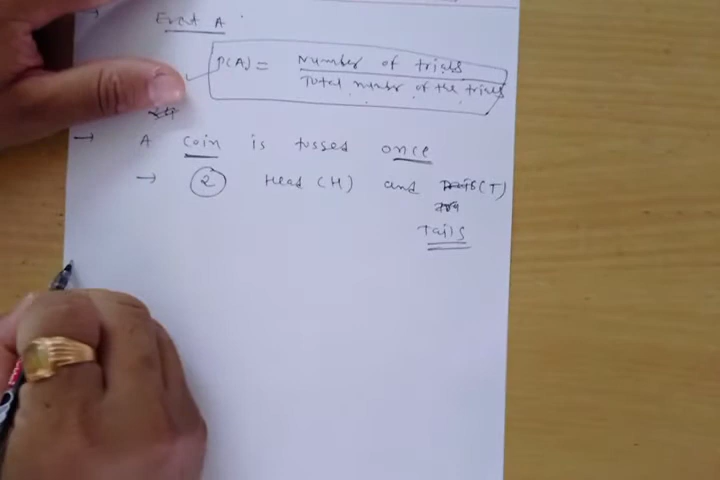 → Event A
P(A) = Number of trials
Total number of the trials
→ A coin is tossed once
→ 2 Head (H) and (T)
Tails